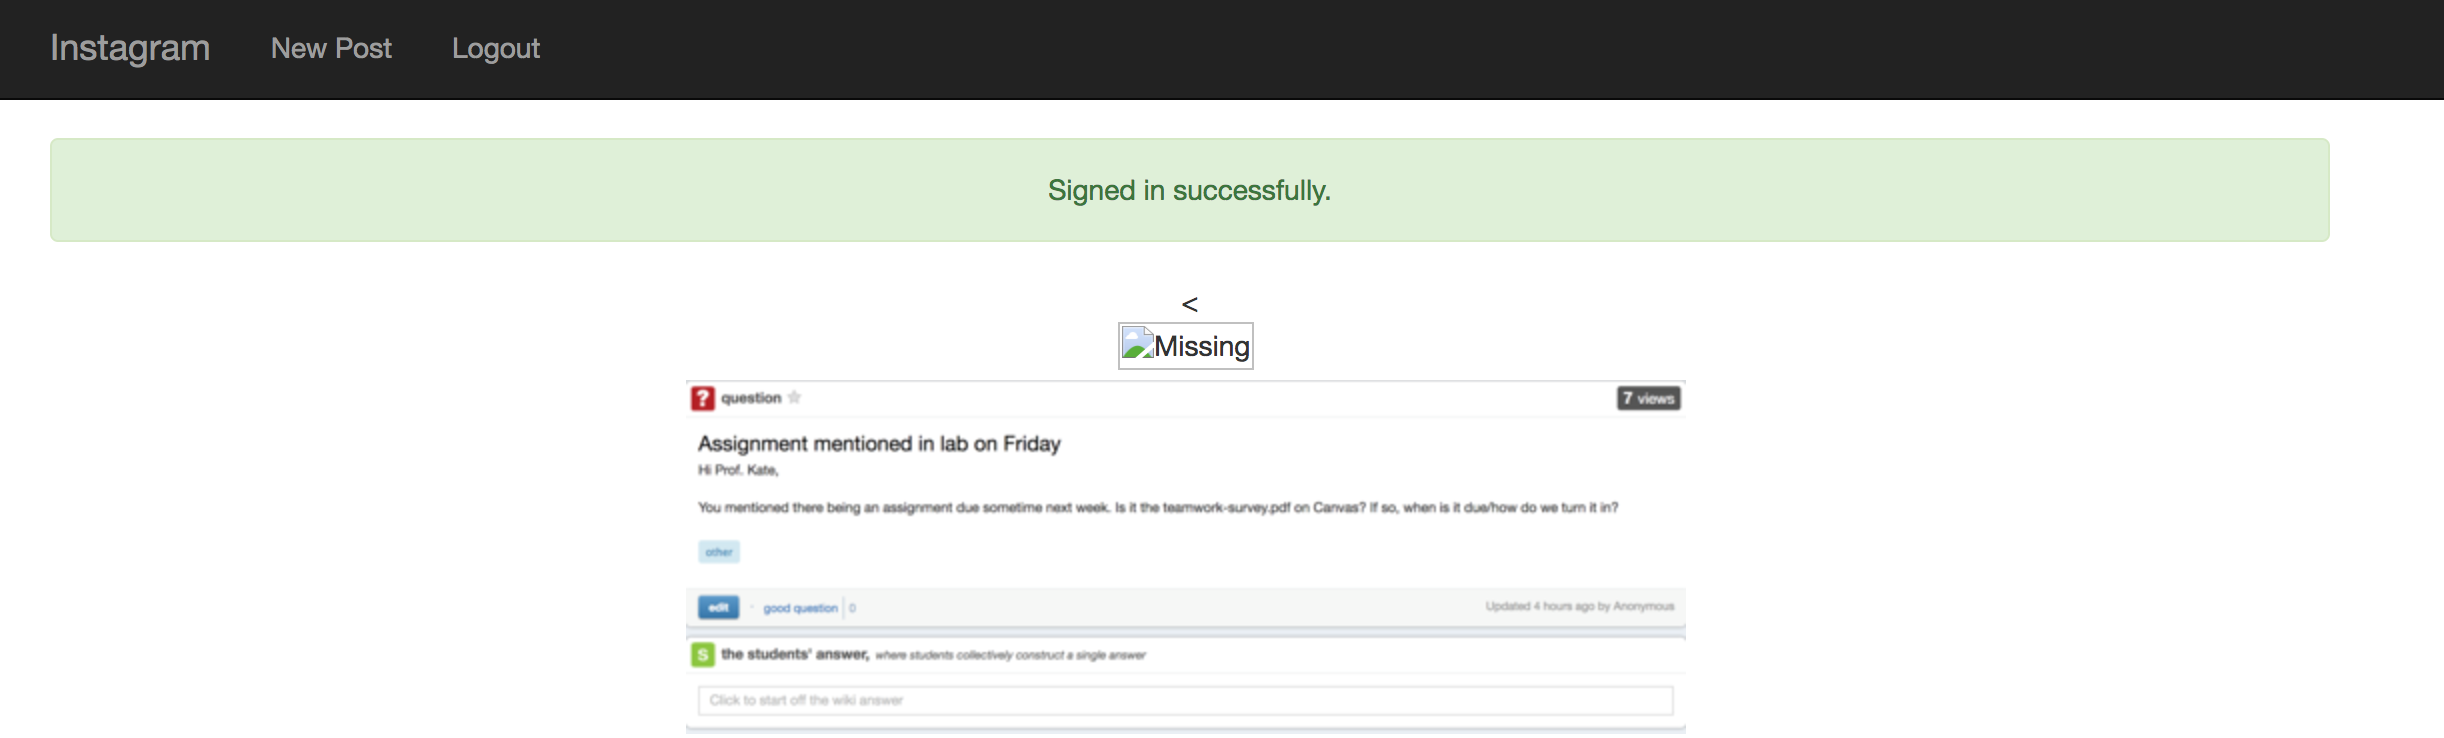 Instagram New Post Logout
Signed in successfully.
<
Missing
? question 7 views
Assignment mentioned in lab on Friday
Hi Prof. Kate,
You mentioned there being an assignment due sometime next week. Is it the teamwork-survey.pdf on Canvas? If so, when is it due/how do we turn it in?
other
edit · good question 0 Updated 4 hours ago by Anonymous
S the students' answer, where students collectively construct a single answer
Click to start off the wiki answer